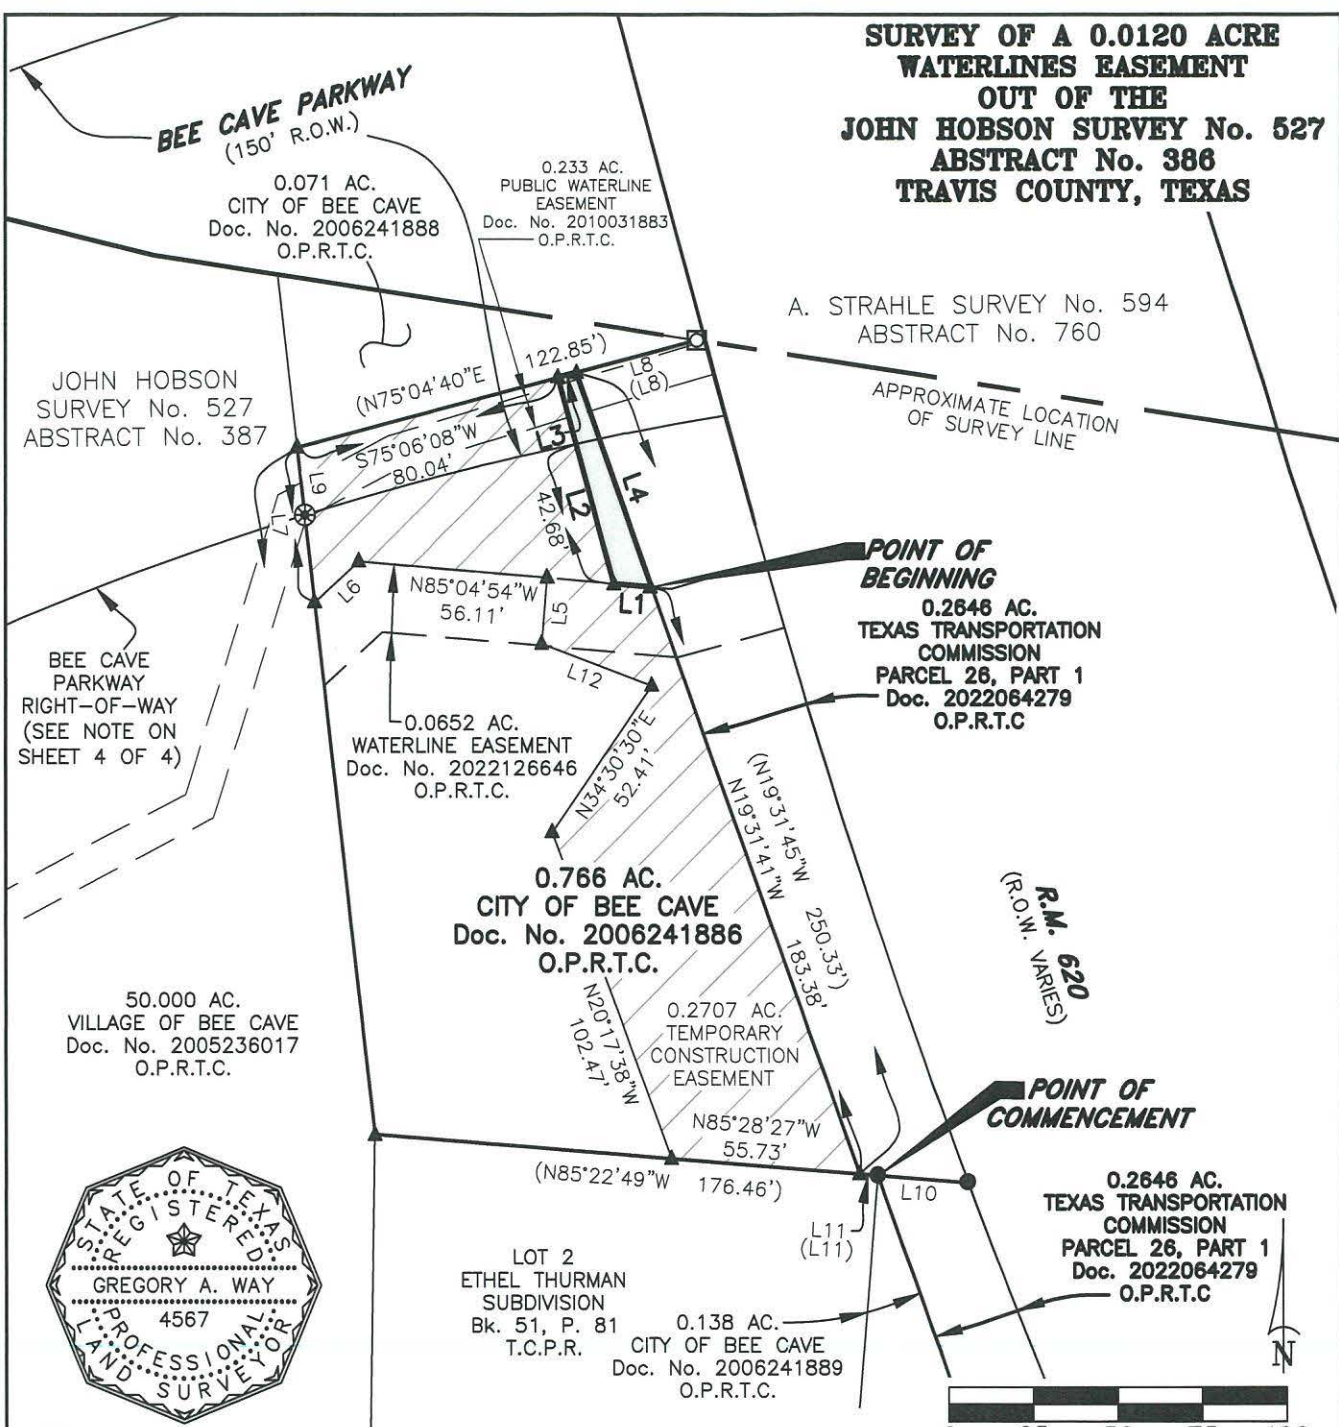 SURVEY OF A 0.0120 ACRE
WATERLINES EASEMENT
OUT OF THE
JOHN HOBSON SURVEY No. 527
ABSTRACT No. 386
TRAVIS COUNTY, TEXAS
BEE CAVE PARKWAY
(150' R.O.W.)
0.071 AC.
CITY OF BEE CAVE
Doc. No. 2006241888
O.P.R.T.C.
0.233 AC.
PUBLIC WATERLINE
EASEMENT
Doc. No. 2010031883
O.P.R.T.C.
A. STRAHLE SURVEY No. 594
ABSTRACT No. 760
APPROXIMATE LOCATION
OF SURVEY LINE
JOHN HOBSON
SURVEY No. 527
ABSTRACT No. 387
(N75°04'40"E 122.85')
L8
(L8)
S75°06'08"W
80.04'
L9
L7
L3
L2
L4
42.68'
L6
N85°04'54"W
56.11'
L5
L1
L12
POINT OF
BEGINNING
0.2646 AC.
TEXAS TRANSPORTATION
COMMISSION
PARCEL 26, PART 1
Doc. 2022064279
O.P.R.T.C
BEE CAVE
PARKWAY
RIGHT-OF-WAY
(SEE NOTE ON
SHEET 4 OF 4)
0.0652 AC.
WATERLINE EASEMENT
Doc. No. 2022126646
O.P.R.T.C.
N34°30'30"E
52.41'
(N19°31'45"W 250.33')
N19°31'41"W 183.38'
0.766 AC.
CITY OF BEE CAVE
Doc. No. 2006241886
O.P.R.T.C.
R.M. 620
(R.O.W. VARIES)
50.000 AC.
VILLAGE OF BEE CAVE
Doc. No. 2005236017
O.P.R.T.C.
N20°17'38"W
102.47'
0.2707 AC.
TEMPORARY
CONSTRUCTION
EASEMENT
N85°28'27"W
55.73'
(N85°22'49"W 176.46')
POINT OF
COMMENCEMENT
L10
L11
(L11)
0.2646 AC.
TEXAS TRANSPORTATION
COMMISSION
PARCEL 26, PART 1
Doc. 2022064279
O.P.R.T.C
STATE OF TEXAS
REGISTERED
GREGORY A. WAY
4567
PROFESSIONAL
LAND SURVEYOR
LOT 2
ETHEL THURMAN
SUBDIVISION
Bk. 51, P. 81
T.C.P.R.
0.138 AC.
CITY OF BEE CAVE
Doc. No. 2006241889
O.P.R.T.C.
N